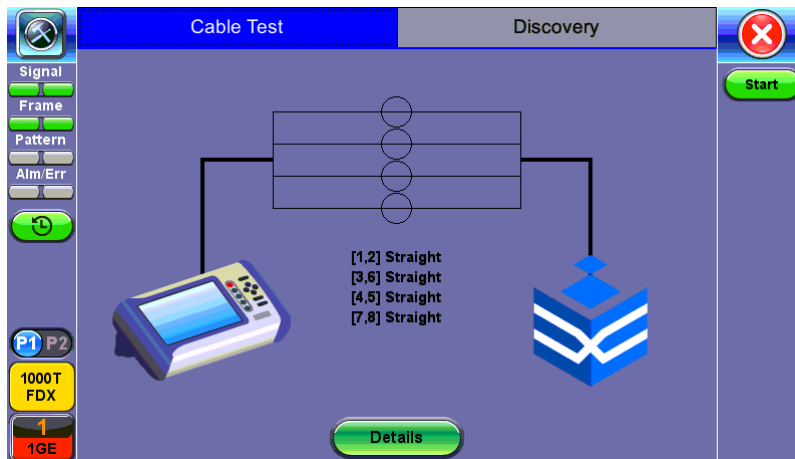 Cable Test
Discovery
Signal
Frame
Pattern
Alm/Err
Start
[1,2] Straight
[3,6] Straight
[4,5] Straight
[7,8] Straight
P1 P2
1000T
FDX
1
1GE
Details